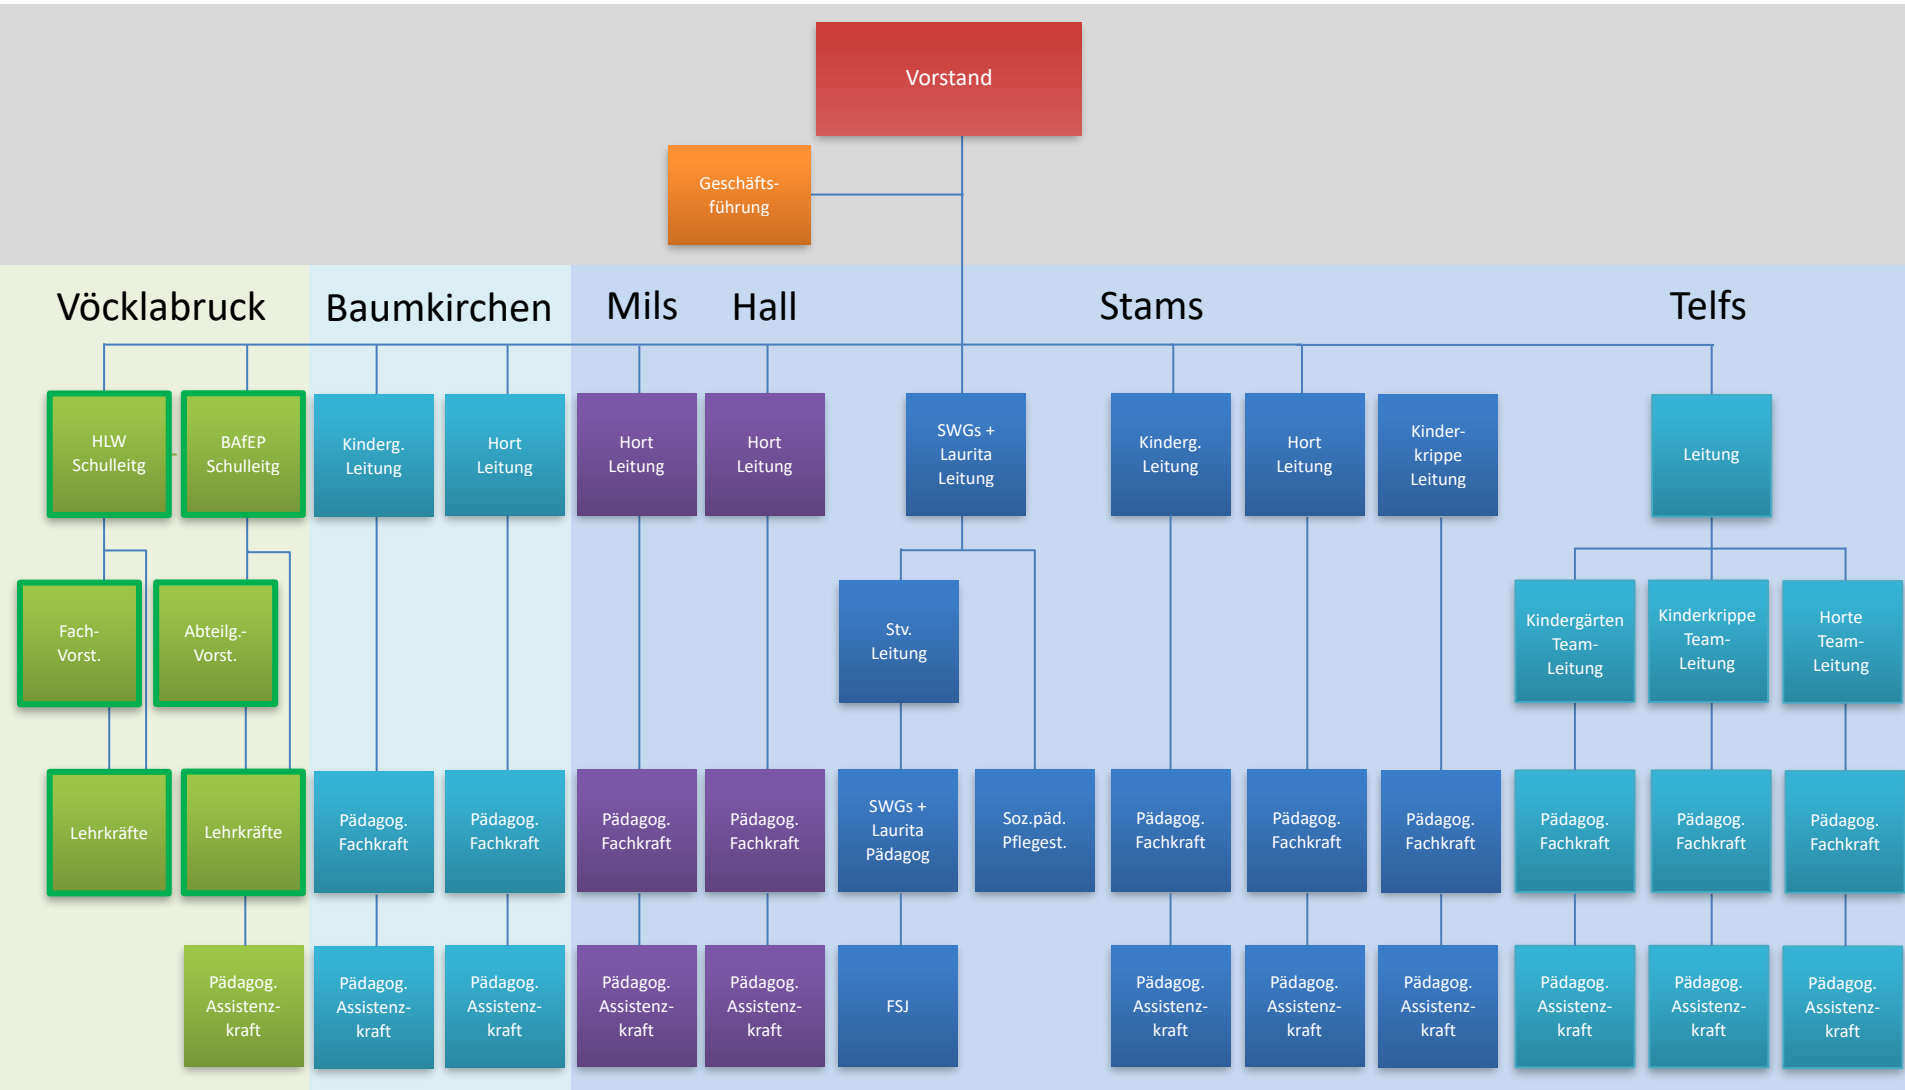 Vorstand
Geschäfts-
führung
Vöcklabruck
Baumkirchen
Mils
Hall
Stams
Telfs
HLW
Schulleitg
BAfEP
Schulleitg
Kinderg.
Leitung
Hort
Leitung
Hort
Leitung
Hort
Leitung
SWGs +
Laurita
Leitung
Kinderg.
Leitung
Hort
Leitung
Kinder-
krippe
Leitung
Leitung
Fach-
Vorst.
Abteilg.-
Vorst.
Stv.
Leitung
Kindergärten
Team-
Leitung
Kinderkrippe
Team-
Leitung
Horte
Team-
Leitung
Lehrkräfte
Lehrkräfte
Pädagog.
Fachkraft
Pädagog.
Fachkraft
Pädagog.
Fachkraft
Pädagog.
Fachkraft
SWGs +
Laurita
Pädagog
Soz.päd.
Pflegest.
Pädagog.
Fachkraft
Pädagog.
Fachkraft
Pädagog.
Fachkraft
Pädagog.
Fachkraft
Pädagog.
Fachkraft
Pädagog.
Fachkraft
Pädagog.
Assistenz-
kraft
Pädagog.
Assistenz-
kraft
Pädagog.
Assistenz-
kraft
Pädagog.
Assistenz-
kraft
Pädagog.
Assistenz-
kraft
FSJ
Pädagog.
Assistenz-
kraft
Pädagog.
Assistenz-
kraft
Pädagog.
Assistenz-
kraft
Pädagog.
Assistenz-
kraft
Pädagog.
Assistenz-
kraft
Pädagog.
Assistenz-
kraft